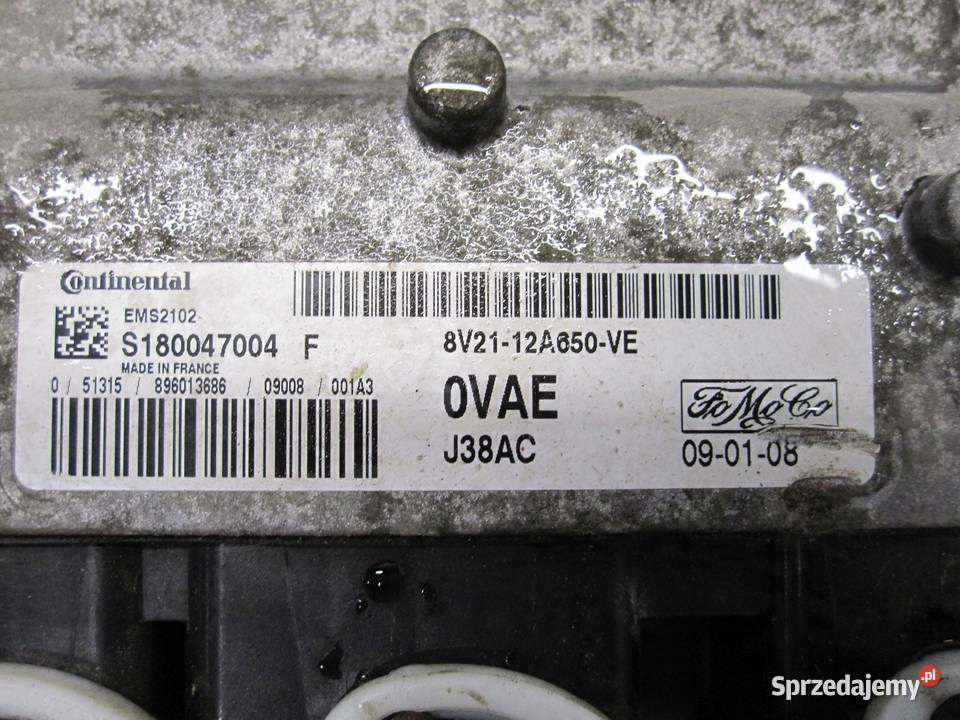 Continental
EMS2102
S180047004 F
MADE IN FRANCE
0 / 51315 / 896013686 / 09008 / 001A3
8V21-12A650-VE
0VAE
J38AC
FoMoCo
09-01-08
Sprzedajemy.pl